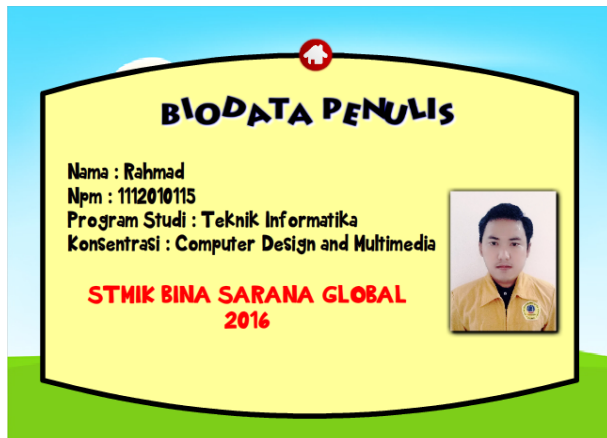 BIODATA PENULIS
Nama : Rahmad
Npm : 1112010115
Program Studi : Teknik Informatika
Konsentrasi : Computer Design and Multimedia
STMIK BINA SARANA GLOBAL
2016